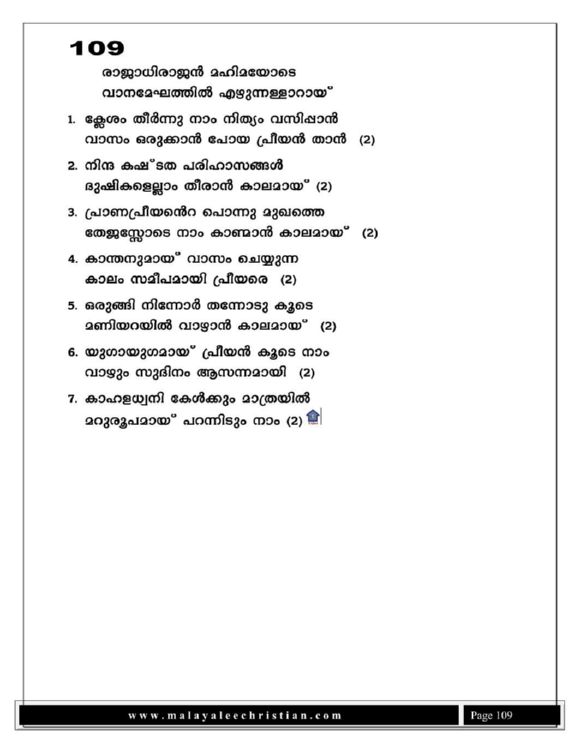 109
രാജാധിരാജൻ മഹിമയോടെ
വാനമേഘത്തിൽ എഴുന്നള്ളാറായ്
1. ക്ലേശം തീർന്നു നാം നിത്യം വസിപ്പാൻ
വാസം ഒരുക്കാൻ പോയ പ്രീയൻ താൻ (2)
2. നിന്ദ കഷ്ടത പരിഹാസങ്ങൾ
ദുഷികളെല്ലാം തീരാൻ കാലമായ് (2)
3. പ്രാണപ്രീയന്റെ പൊന്നു മുഖത്തെ
തേജസ്സോടെ നാം കാണ്മാൻ കാലമായ് (2)
4. കാന്തനുമായ് വാസം ചെയ്യുന്ന
കാലം സമീപമായി പ്രീയരെ (2)
5. ഒരുങ്ങി നിന്നോർ തന്നോടു കൂടെ
മണിയറയിൽ വാഴാൻ കാലമായ് (2)
6. യുഗായുഗമായ് പ്രീയൻ കൂടെ നാം
വാഴും സുദിനം ആസന്നമായി (2)
7. കാഹളധ്വനി കേൾക്കും മാത്രയിൽ
മറുരൂപമായ് പറന്നിടും നാം (2)
www.malayaleechristian.com Page 109